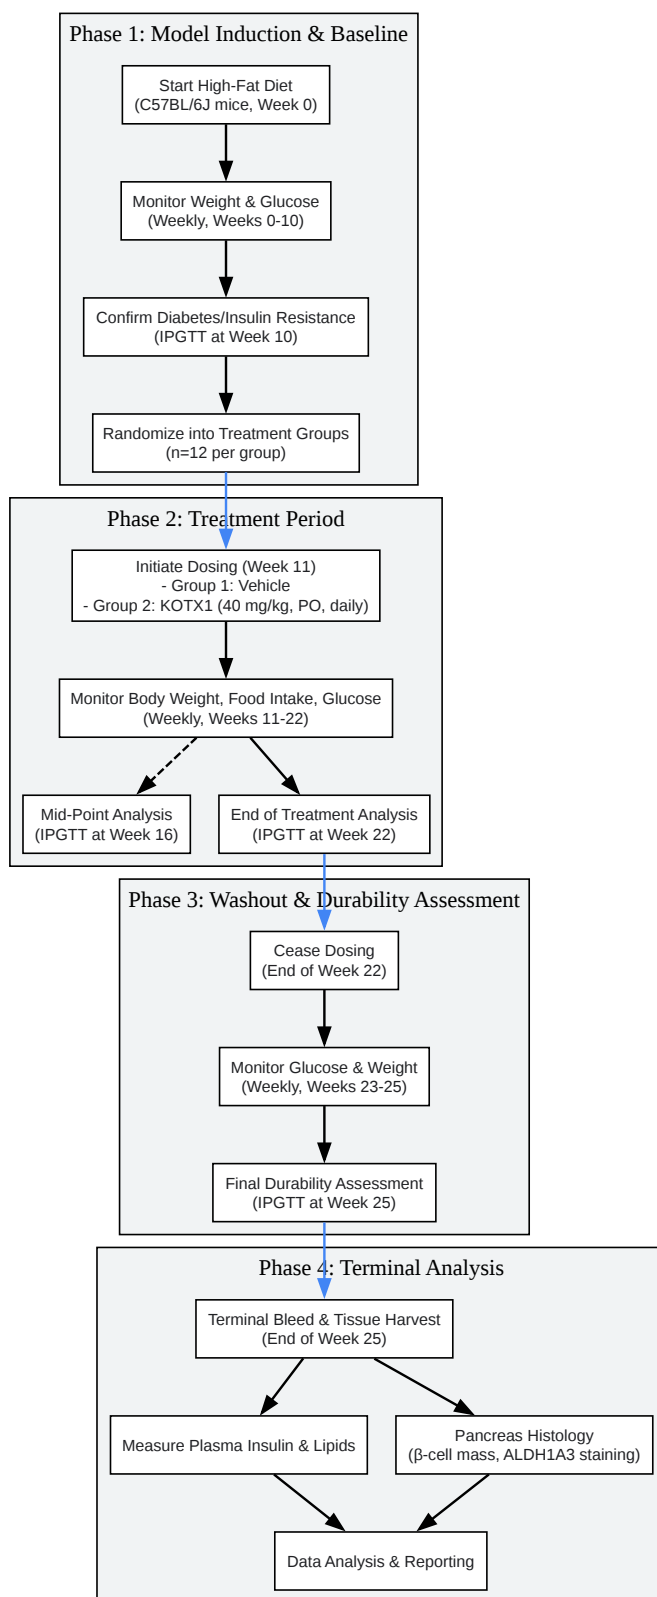 Phase 1: Model Induction & Baseline
Start High-Fat Diet
(C57BL/6J mice, Week 0)
Monitor Weight & Glucose
(Weekly, Weeks 0-10)
Confirm Diabetes/Insulin Resistance
(IPGTT at Week 10)
Randomize into Treatment Groups
(n=12 per group)
Phase 2: Treatment Period
Initiate Dosing (Week 11)
- Group 1: Vehicle
- Group 2: KOTX1 (40 mg/kg, PO, daily)
Monitor Body Weight, Food Intake, Glucose
(Weekly, Weeks 11-22)
Mid-Point Analysis
(IPGTT at Week 16)
End of Treatment Analysis
(IPGTT at Week 22)
Phase 3: Washout & Durability Assessment
Cease Dosing
(End of Week 22)
Monitor Glucose & Weight
(Weekly, Weeks 23-25)
Final Durability Assessment
(IPGTT at Week 25)
Phase 4: Terminal Analysis
Terminal Bleed & Tissue Harvest
(End of Week 25)
Measure Plasma Insulin & Lipids
Pancreas Histology
(β-cell mass, ALDH1A3 staining)
Data Analysis & Reporting